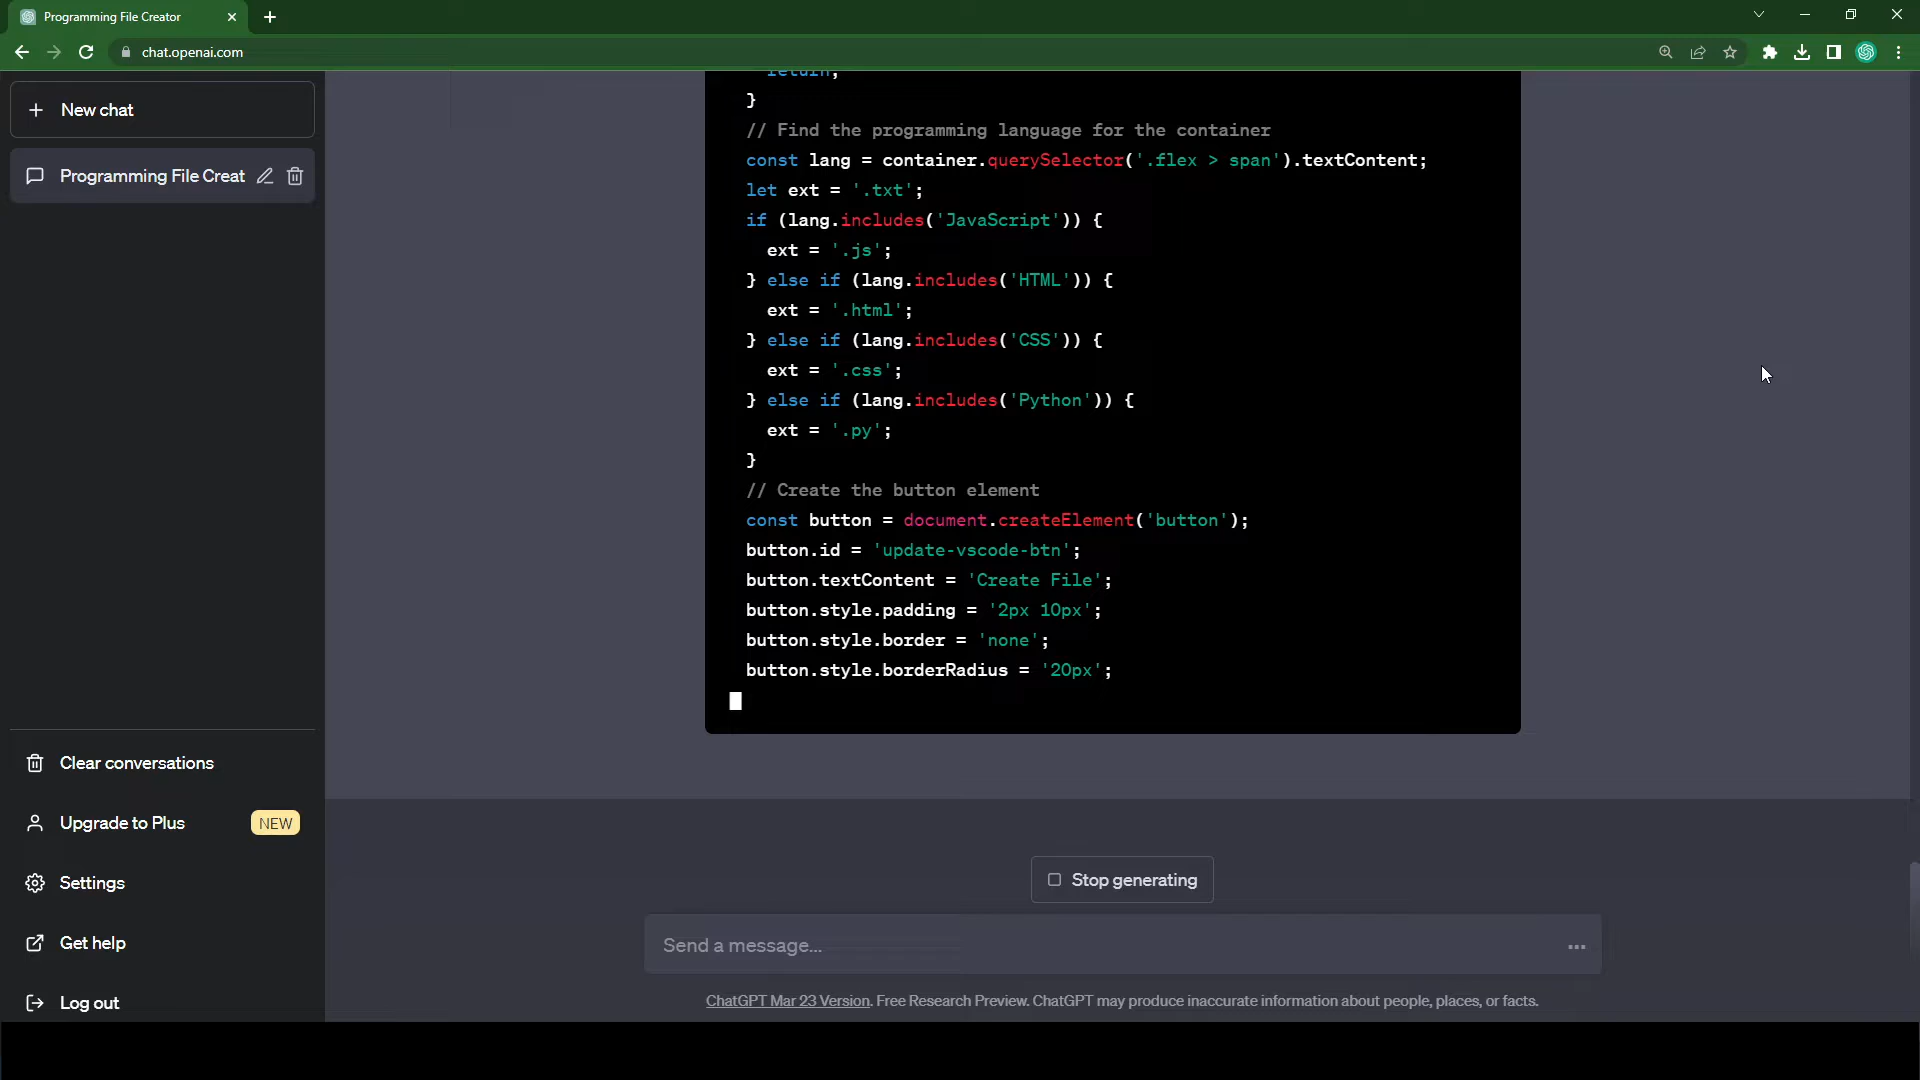 Programming File Creator
chat.openai.com
New chat
Programming File Creat
return;
}
// Find the programming language for the container
const lang = container.querySelector('.flex > span').textContent;
let ext = '.txt';
if (lang.includes('JavaScript')) {
ext = '.js';
} else if (lang.includes('HTML')) {
ext = '.html';
} else if (lang.includes('CSS')) {
ext = '.css';
} else if (lang.includes('Python')) {
ext = '.py';
}
// Create the button element
const button = document.createElement('button');
button.id = 'update-vscode-btn';
button.textContent = 'Create File';
button.style.padding = '2px 10px';
button.style.border = 'none';
button.style.borderRadius = '20px';
Clear conversations
Upgrade to Plus NEW
Settings
Get help
Log out
Stop generating
Send a message...
ChatGPT Mar 23 Version. Free Research Preview. ChatGPT may produce inaccurate information about people, places, or facts.